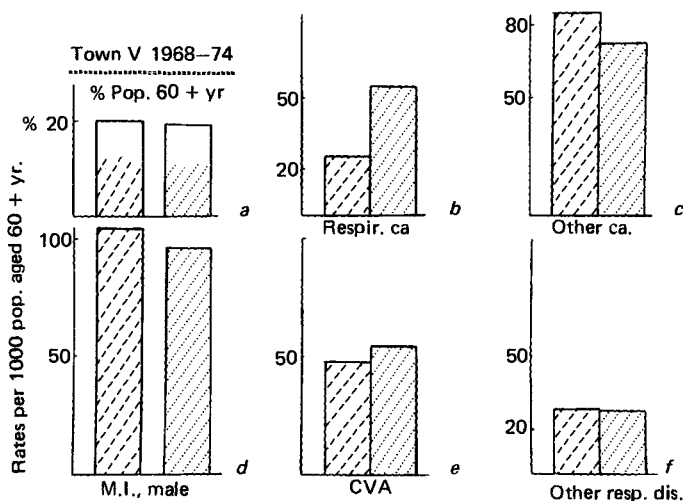 Town V 1968–74
% Pop. 60 + yr
% 20
a
50
20
b
Respir. ca
80
50
c
Other ca.
Rates per 1000 pop. aged 60 + yr.
100
50
d
M.I., male
50
e
CVA
50
20
f
Other resp. dis.